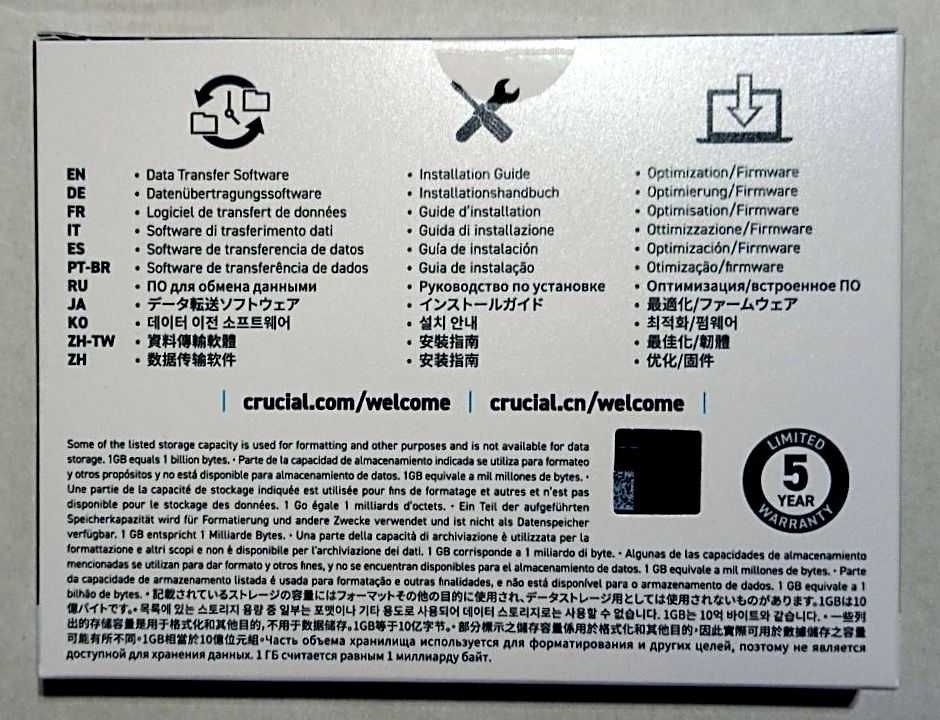 EN • Data Transfer Software • Installation Guide • Optimization/Firmware
DE • Datenübertragungssoftware • Installationshandbuch • Optimierung/Firmware
FR • Logiciel de transfert de données • Guide d'installation • Optimisation/Firmware
IT • Software di trasferimento dati • Guida di installazione • Ottimizzazione/Firmware
ES • Software de transferencia de datos • Guía de instalación • Optimización/Firmware
PT-BR • Software de transferência de dados • Guia de instalação • Otimização/firmware
RU • ПО для обмена данными • Руководство по установке • Оптимизация/встроенное ПО
JA • データ転送ソフトウェア • インストールガイド • 最適化/ファームウェア
KO • 데이터 이전 소프트웨어 • 설치 안내 • 최적화/펌웨어
ZH-TW • 資料傳輸軟體 • 安裝指南 • 最佳化/韌體
ZH • 数据传输软件 • 安装指南 • 优化/固件
| crucial.com/welcome | crucial.cn/welcome |
Some of the listed storage capacity is used for formatting and other purposes and is not available for data
storage. 1GB equals 1 billion bytes. • Parte de la capacidad de almacenamiento indicada se utiliza para formateo
y otros propósitos y no está disponible para almacenamiento de datos. 1GB equivale a mil millones de bytes. •
Une partie de la capacité de stockage indiquée est utilisée pour fins de formatage et autres et n'est pas
disponible pour le stockage des données. 1 Go égale 1 milliards d'octets. • Ein Teil der aufgeführten
Speicherkapazität wird für Formatierung und andere Zwecke verwendet und ist nicht als Datenspeicher
verfügbar. 1 GB entspricht 1 Milliarde Bytes. • Una parte della capacità di archiviazione è utilizzata per la
formattazione e altri scopi e non è disponibile per l'archiviazione dei dati. 1 GB corrisponde a 1 miliardo di byte. • Algunas de las capacidades de almacenamiento
mencionadas se utilizan para dar formato y otros fines, y no se encuentran disponibles para el almacenamiento de datos. 1 GB equivale a mil millones de bytes. • Parte
da capacidade de armazenamento listada é usada para formatação e outras finalidades, e não está disponível para o armazenamento de dados. 1 GB equivale a 1
bilhão de bytes. • 記載されているストレージの容量にはフォーマットその他の目的に使用され、データストレージ用としては使用されないものがあります。1GBは10
億バイトです。• 목록에 있는 스토리지 용량 중 일부는 포맷이나 기타 용도로 사용되어 데이터 스토리지로는 사용할 수 없습니다. 1GB는 10억 바이트와 같습니다. • 一些列
出的存储容量是用于格式化和其他目的,不用于数据储存。1GB等于10亿字节。• 部分標示之儲存容量係用於格式化和其他目的,因此實際可用於數據儲存之容量
可能有所不同。1GB相當於10億位元組。•Часть объема хранилища используется для форматирования и других целей, поэтому не является
доступной для хранения данных. 1 ГБ считается равным 1 миллиарду байт.
LIMITED
5
YEAR
WARRANTY